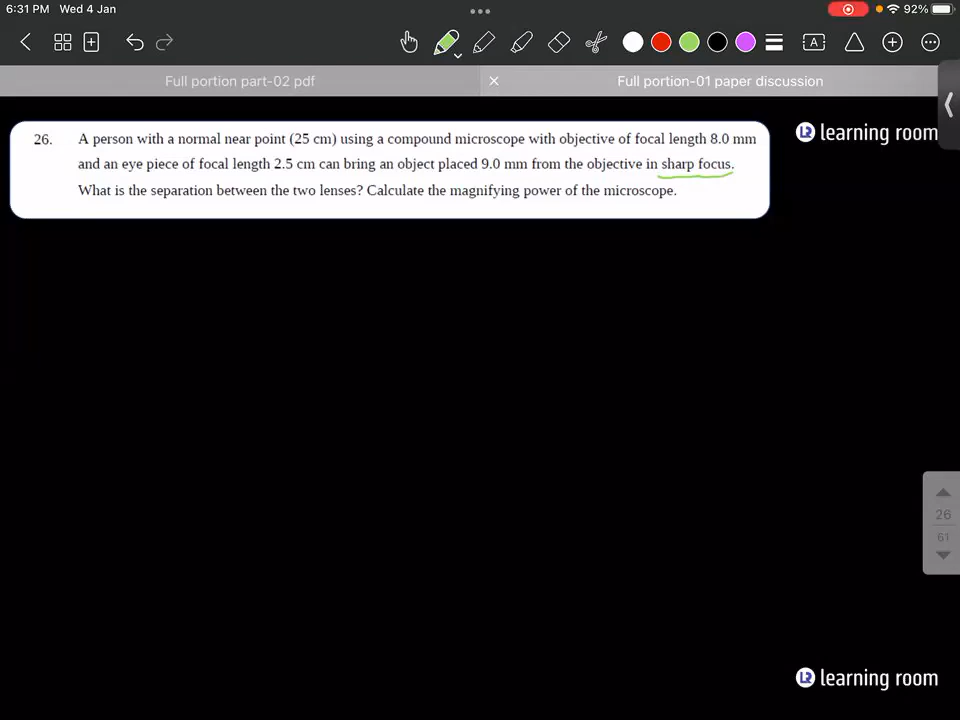 6:31 PM Wed 4 Jan
92%
A
Full portion part-02 pdf
Full portion-01 paper discussion
26. A person with a normal near point (25 cm) using a compound microscope with objective of focal length 8.0 mm
and an eye piece of focal length 2.5 cm can bring an object placed 9.0 mm from the objective in sharp focus.
What is the separation between the two lenses? Calculate the magnifying power of the microscope.
LR learning room
26
61
LR learning room